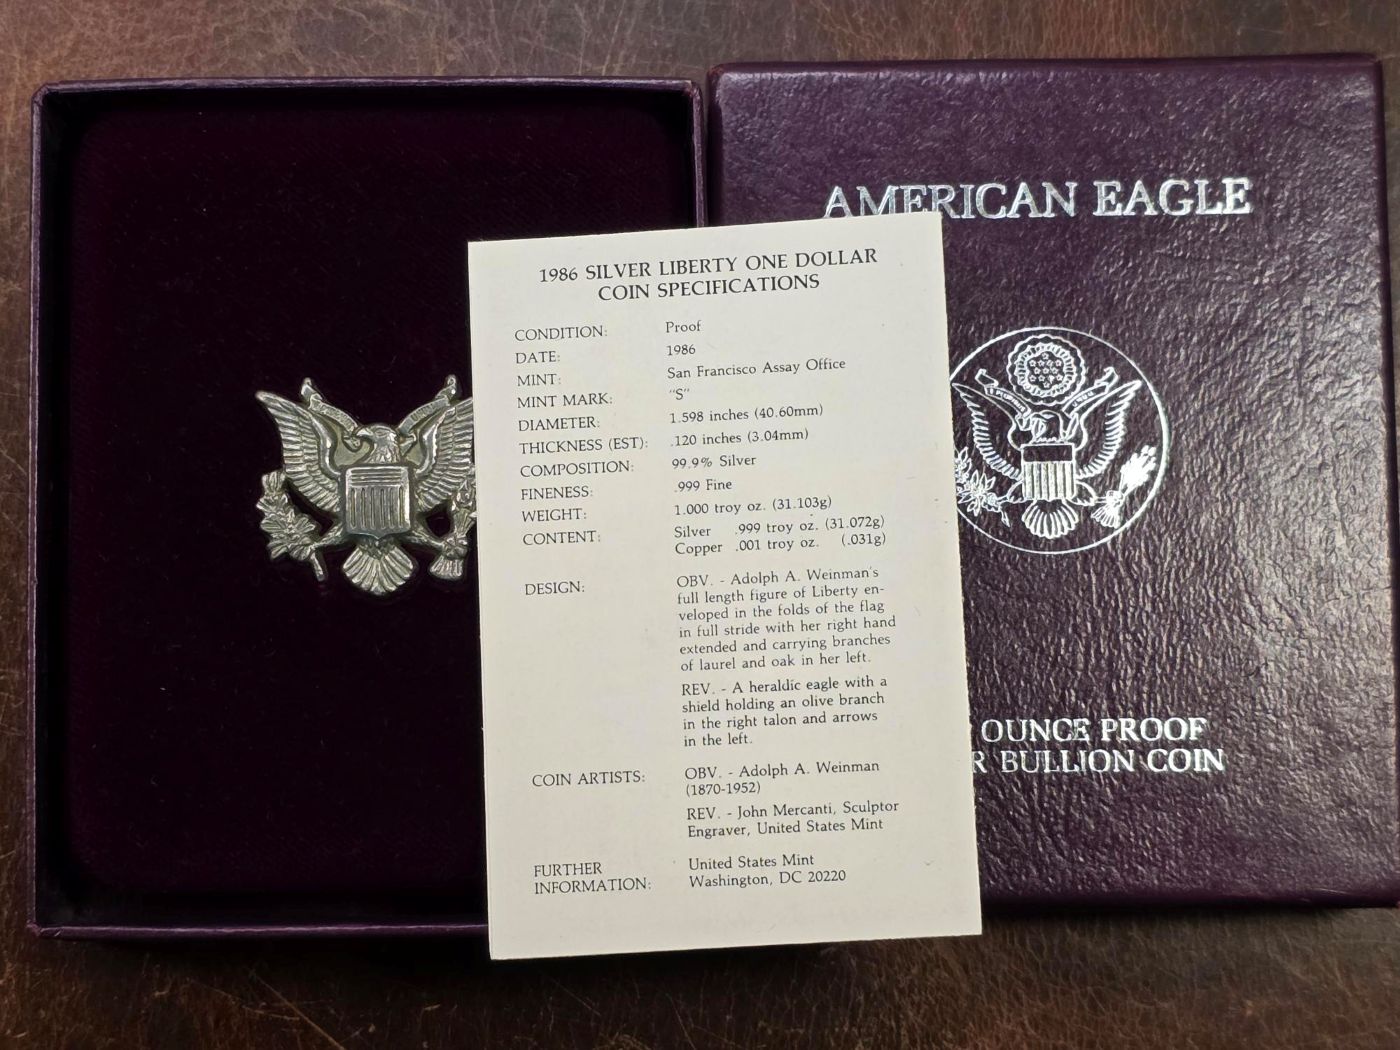 AMERICAN EAGLE
1986 SILVER LIBERTY ONE DOLLAR
COIN SPECIFICATIONS
CONDITION: Proof
DATE: 1986
MINT: San Francisco Assay Office
MINT MARK: "S"
DIAMETER: 1.598 inches (40.60mm)
THICKNESS (EST): .120 inches (3.04mm)
COMPOSITION: 99.9% Silver
FINENESS: .999 Fine
WEIGHT: 1.000 troy oz. (31.103g)
CONTENT: Silver .999 troy oz. (31.072g)
Copper .001 troy oz. (.031g)
DESIGN: OBV. - Adolph A. Weinman's
full length figure of Liberty en-
veloped in the folds of the flag
in full stride with her right hand
extended and carrying branches
of laurel and oak in her left.
REV. - A heraldic eagle with a
shield holding an olive branch
in the right talon and arrows
in the left.
COIN ARTISTS: OBV. - Adolph A. Weinman
(1870-1952)
REV. - John Mercanti, Sculptor
Engraver, United States Mint
FURTHER
INFORMATION: United States Mint
Washington, DC 20220
OUNCE PROOF
R BULLION COIN